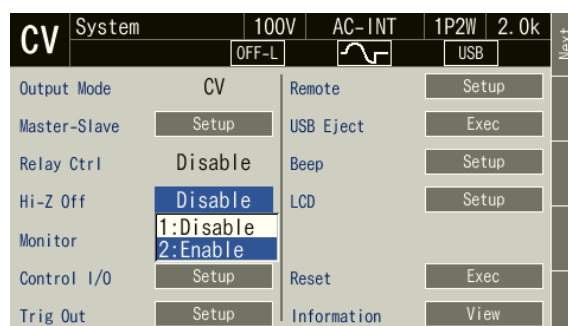 CV System 100V AC-INT 1P2W 2.0k
OFF-L USB
Next
Output Mode CV Remote Setup
Master-Slave Setup USB Eject Exec
Relay Ctrl Disable Beep Setup
Hi-Z Off Disable LCD Setup
1:Disable
Monitor 2:Enable
Control I/O Setup Reset Exec
Trig Out Setup Information View